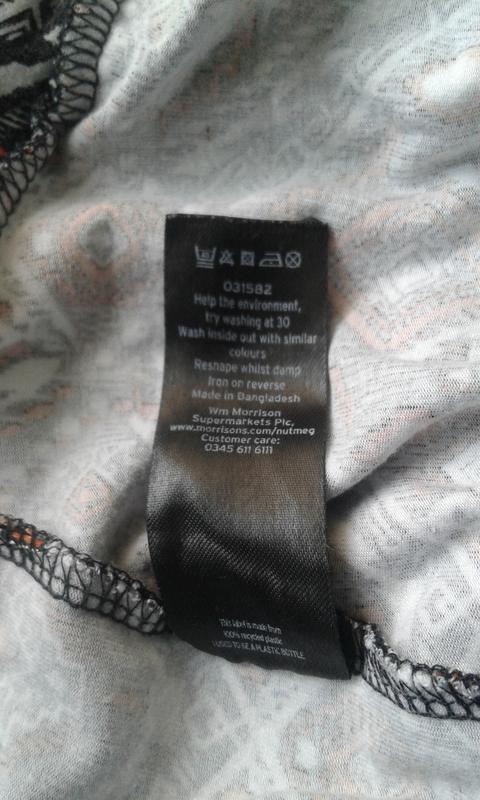 031582
Help the environment,
try washing at 30
Wash inside out with similar
colours
Reshape whilst damp
Iron on reverse
Made in Bangladesh
Wm Morrison
Supermarkets Plc,
www.morrisons.com/nutmeg
Customer care:
0345 611 6111
This label is made from
100% recycled plastic
I USED TO BE A PLASTIC BOTTLE